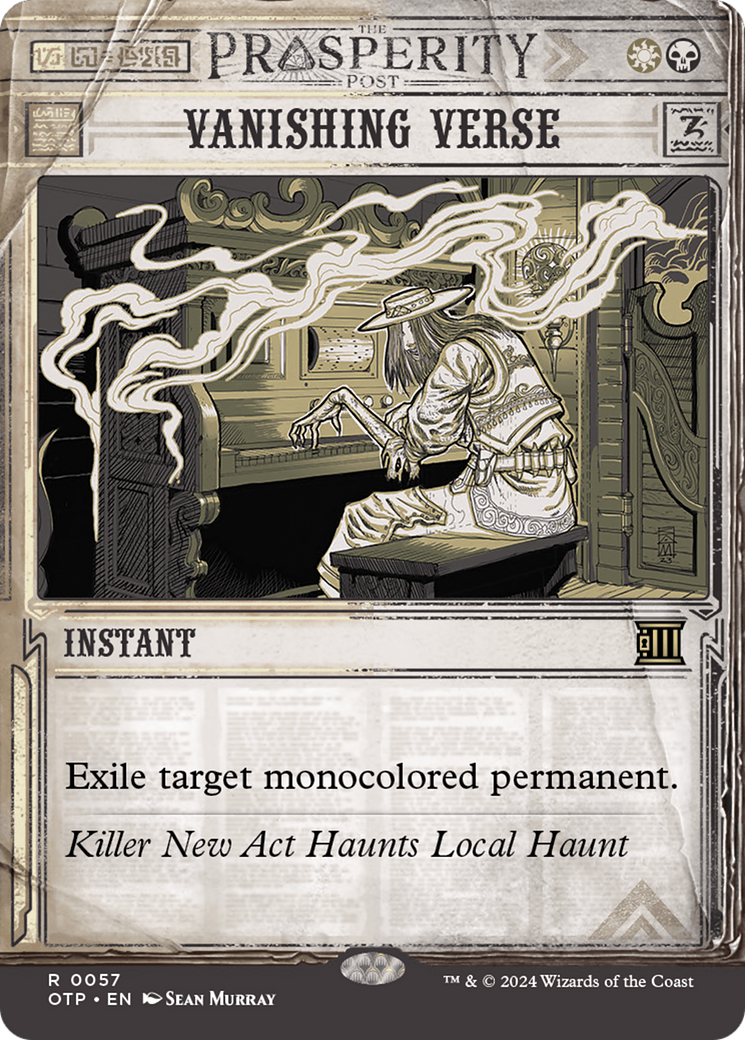 THE
PROSPERITY
POST
VANISHING VERSE
INSTANT
Exile target monocolored permanent.
Killer New Act Haunts Local Haunt
R 0057
OTP • EN SEAN MURRAY
™ & © 2024 Wizards of the Coast